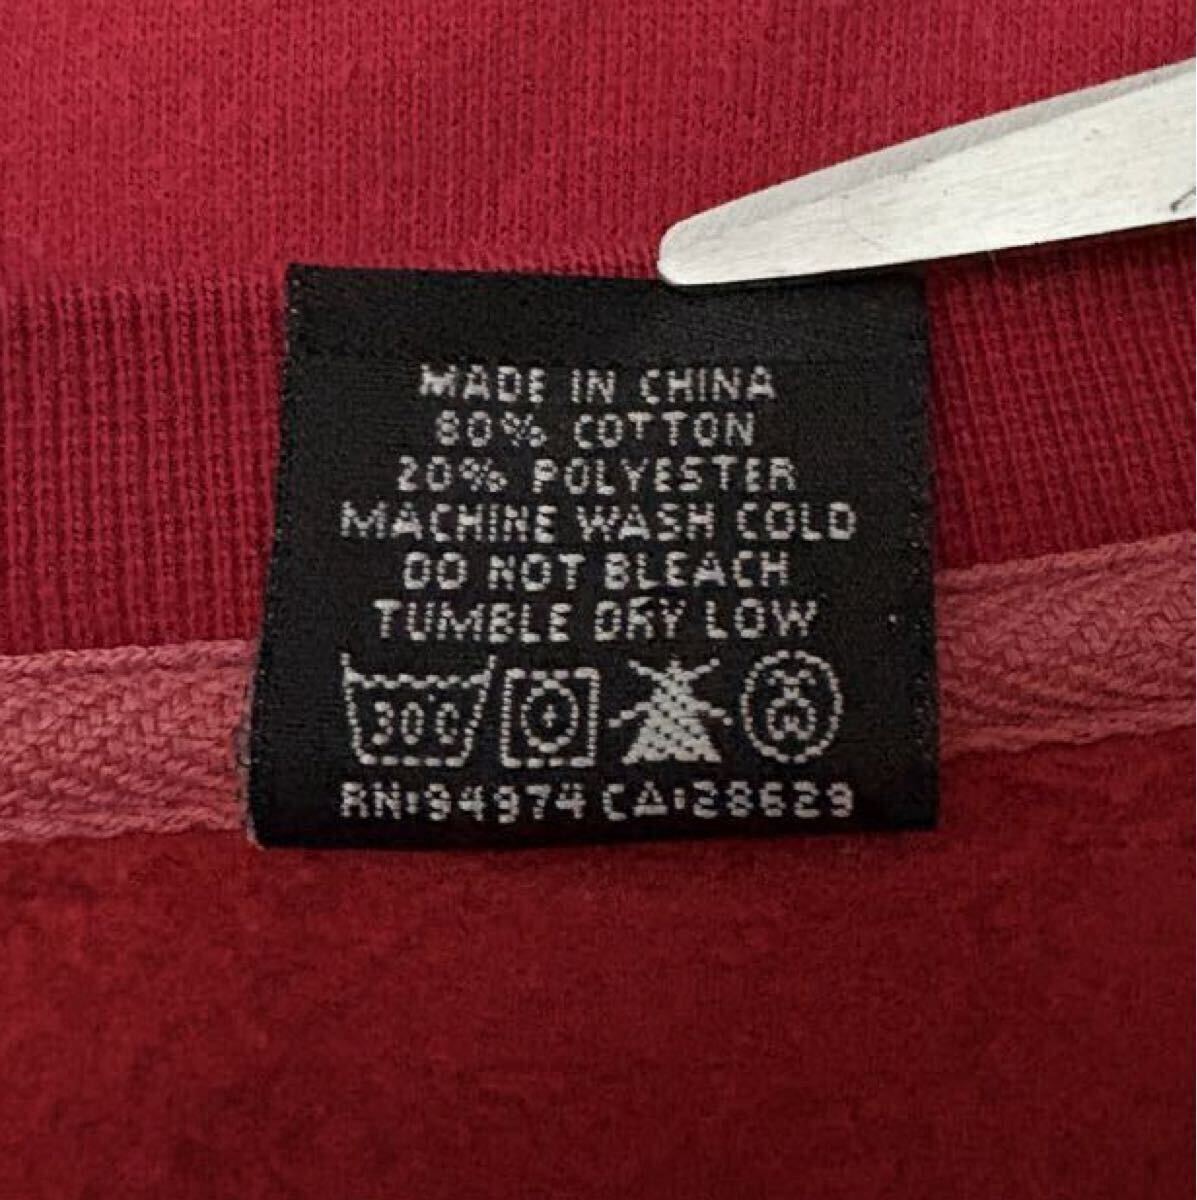 MADE IN CHINA
80% COTTON
20% POLYESTER
MACHINE WASH COLD
DO NOT BLEACH
TUMBLE DRY LOW
30C
RN:94974 CA:28629